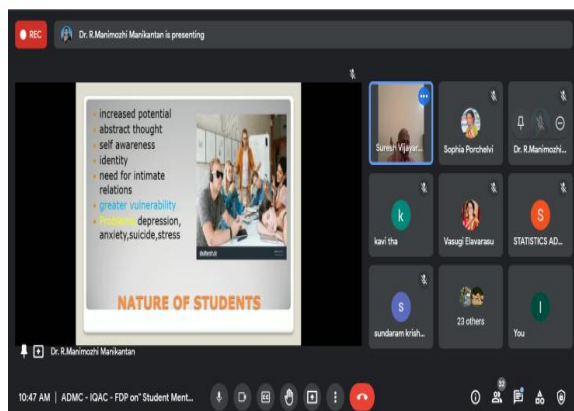 REC
Dr. R.Manimozhi Manikantan is presenting
increased potential
abstract thought
self awareness
identity
need for intimate
relations
greater vulnerability
Problems depression,
anxiety,suicide,stress
NATURE OF STUDENTS
Suresh Vijayar...
Sophia Porchelvi
Dr. R.Manimozhi...
k
kavi tha
Vasugi Elavarasu
S
STATISTICS AD...
S
sundaram krish...
23 others
I
You
Dr. R.Manimozhi Manikantan
10:47 AM | ADMC - IQAC - FDP on" Student Ment...
32